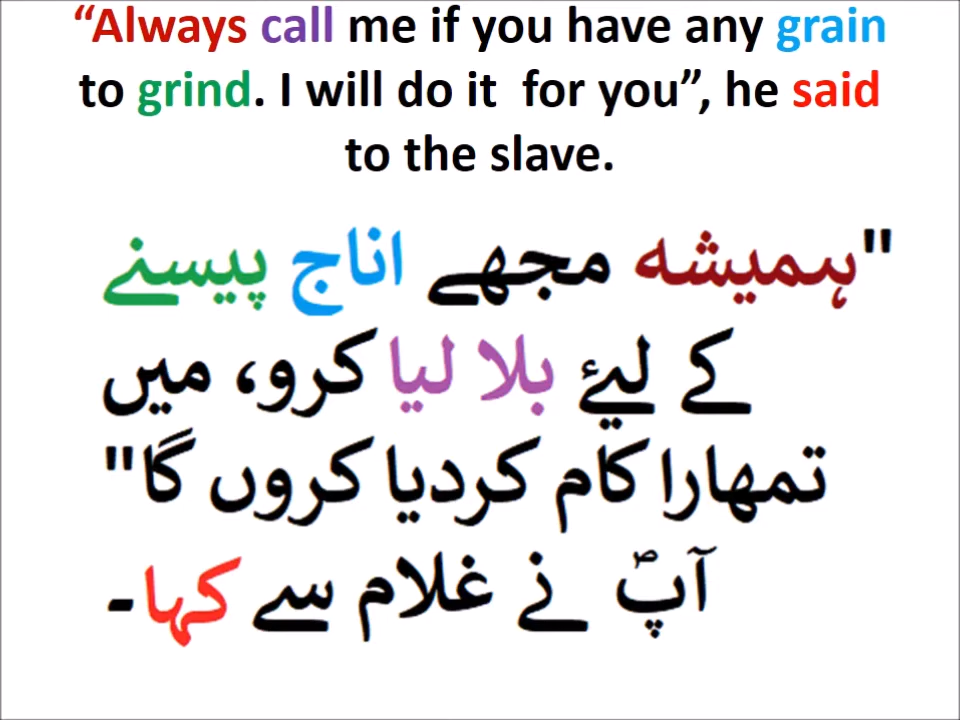 “Always call me if you have any grain
to grind. I will do it  for you”, he said
to the slave.
"ہمیشہ مجھے اناج پیسنے
کے لیۓ بلا لیا کرو، میں
تمھارا کام کردیا کروں گا"
آپؐ نے غلام سے کہا۔